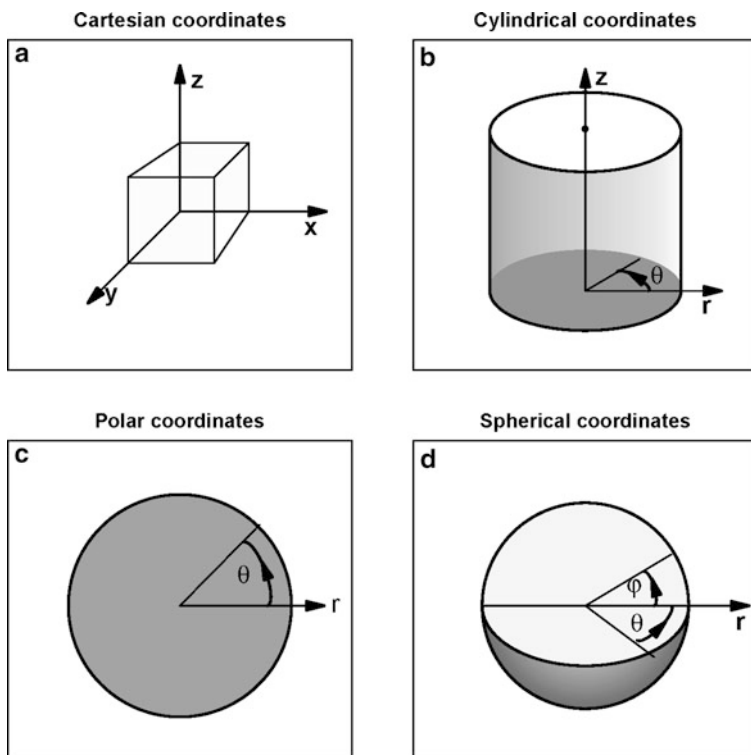 Cartesian coordinates
a
z
x
y
Cylindrical coordinates
b
z
θ
r
Polar coordinates
c
θ
r
Spherical coordinates
d
φ
θ
r